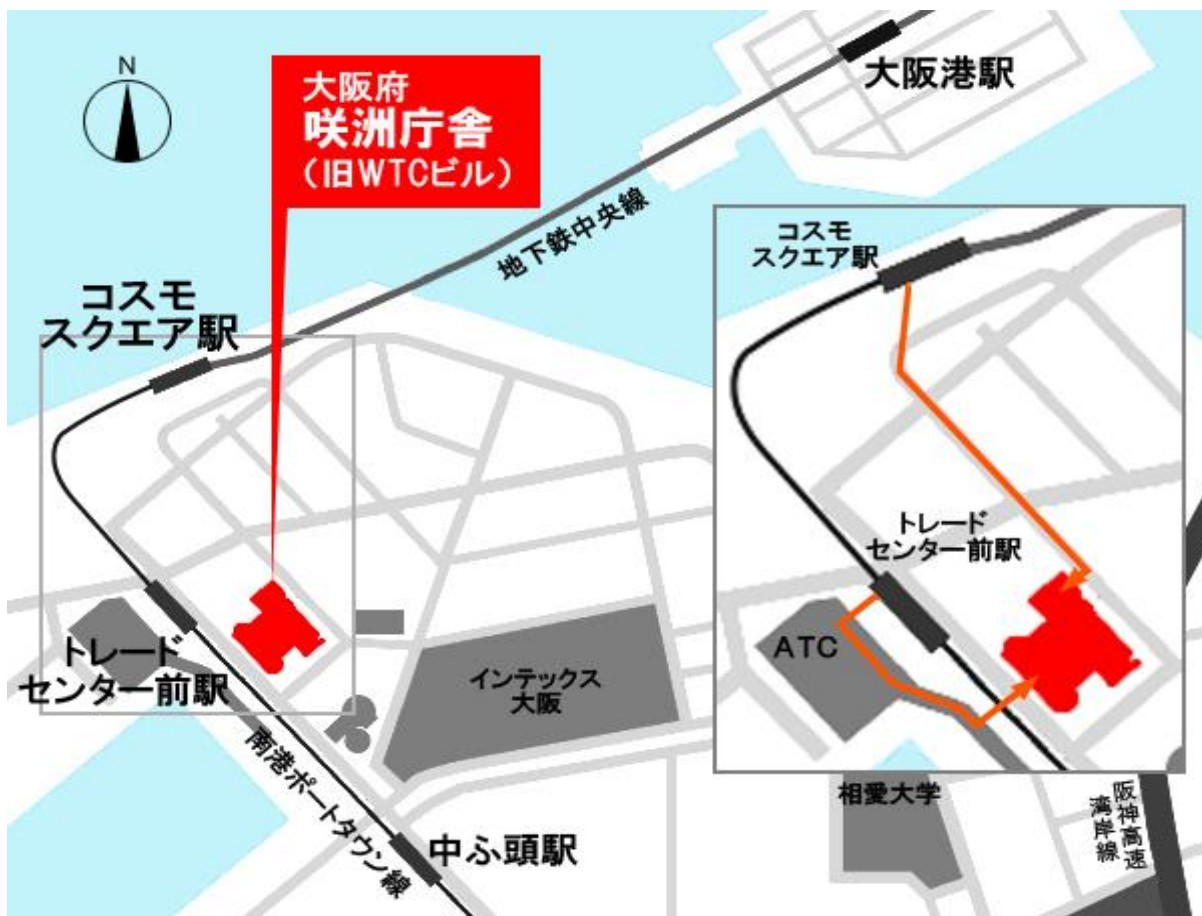 N
大阪府
咲洲庁舎
（旧WTCビル）
大阪港駅
地下鉄中央線
コスモ
スクエア駅
トレード
センター前駅
インテックス
大阪
南港ポートタウン線
中ふ頭駅
コスモ
スクエア駅
トレード
センター前駅
ATC
相愛大学
阪神高速
湾岸線